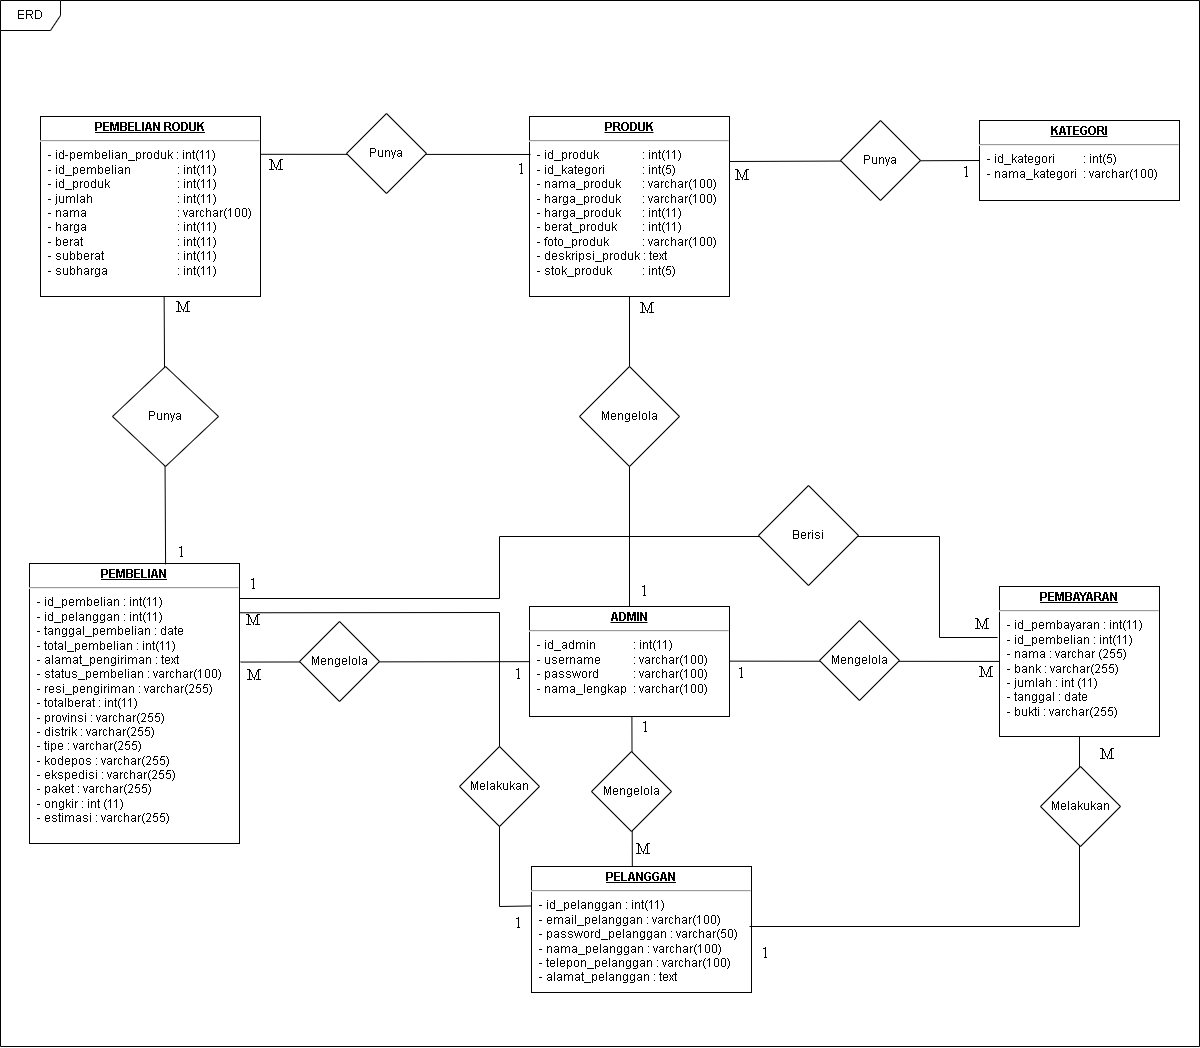 ERD
PEMBELIAN RODUK
- id-pembelian_produk : int(11)
- id_pembelian : int(11)
- id_produk : int(11)
- jumlah : int(11)
- nama : varchar(100)
- harga : int(11)
- berat : int(11)
- subberat : int(11)
- subharga : int(11)
M
Punya
1
PRODUK
- id_produk : int(11)
- id_kategori : int(5)
- nama_produk : varchar(100)
- harga_produk : varchar(100)
- harga_produk : int(11)
- berat_produk : int(11)
- foto_produk : varchar(100)
- deskripsi_produk : text
- stok_produk : int(5)
M
Punya
1
KATEGORI
- id_kategori : int(5)
- nama_kategori : varchar(100)
M
Punya
1
M
Mengelola
1
Berisi
1
M
PEMBELIAN
- id_pembelian : int(11)
- id_pelanggan : int(11)
- tanggal_pembelian : date
- total_pembelian : int(11)
- alamat_pengiriman : text
- status_pembelian : varchar(100)
- resi_pengiriman : varchar(255)
- totalberat : int(11)
- provinsi : varchar(255)
- distrik : varchar(255)
- tipe : varchar(255)
- kodepos : varchar(255)
- ekspedisi : varchar(255)
- paket : varchar(255)
- ongkir : int (11)
- estimasi : varchar(255)
M
M
Mengelola
1
ADMIN
- id_admin : int(11)
- username : varchar(100)
- password : varchar(100)
- nama_lengkap : varchar(100)
1
Mengelola
M
PEMBAYARAN
- id_pembayaran : int(11)
- id_pembelian : int(11)
- nama : varchar (255)
- bank : varchar(255)
- jumlah : int (11)
- tanggal : date
- bukti : varchar(255)
1
Melakukan
Mengelola
M
M
Melakukan
1
PELANGGAN
- id_pelanggan : int(11)
- email_pelanggan : varchar(100)
- password_pelanggan : varchar(50)
- nama_pelanggan : varchar(100)
- telepon_pelanggan : varchar(100)
- alamat_pelanggan : text
1